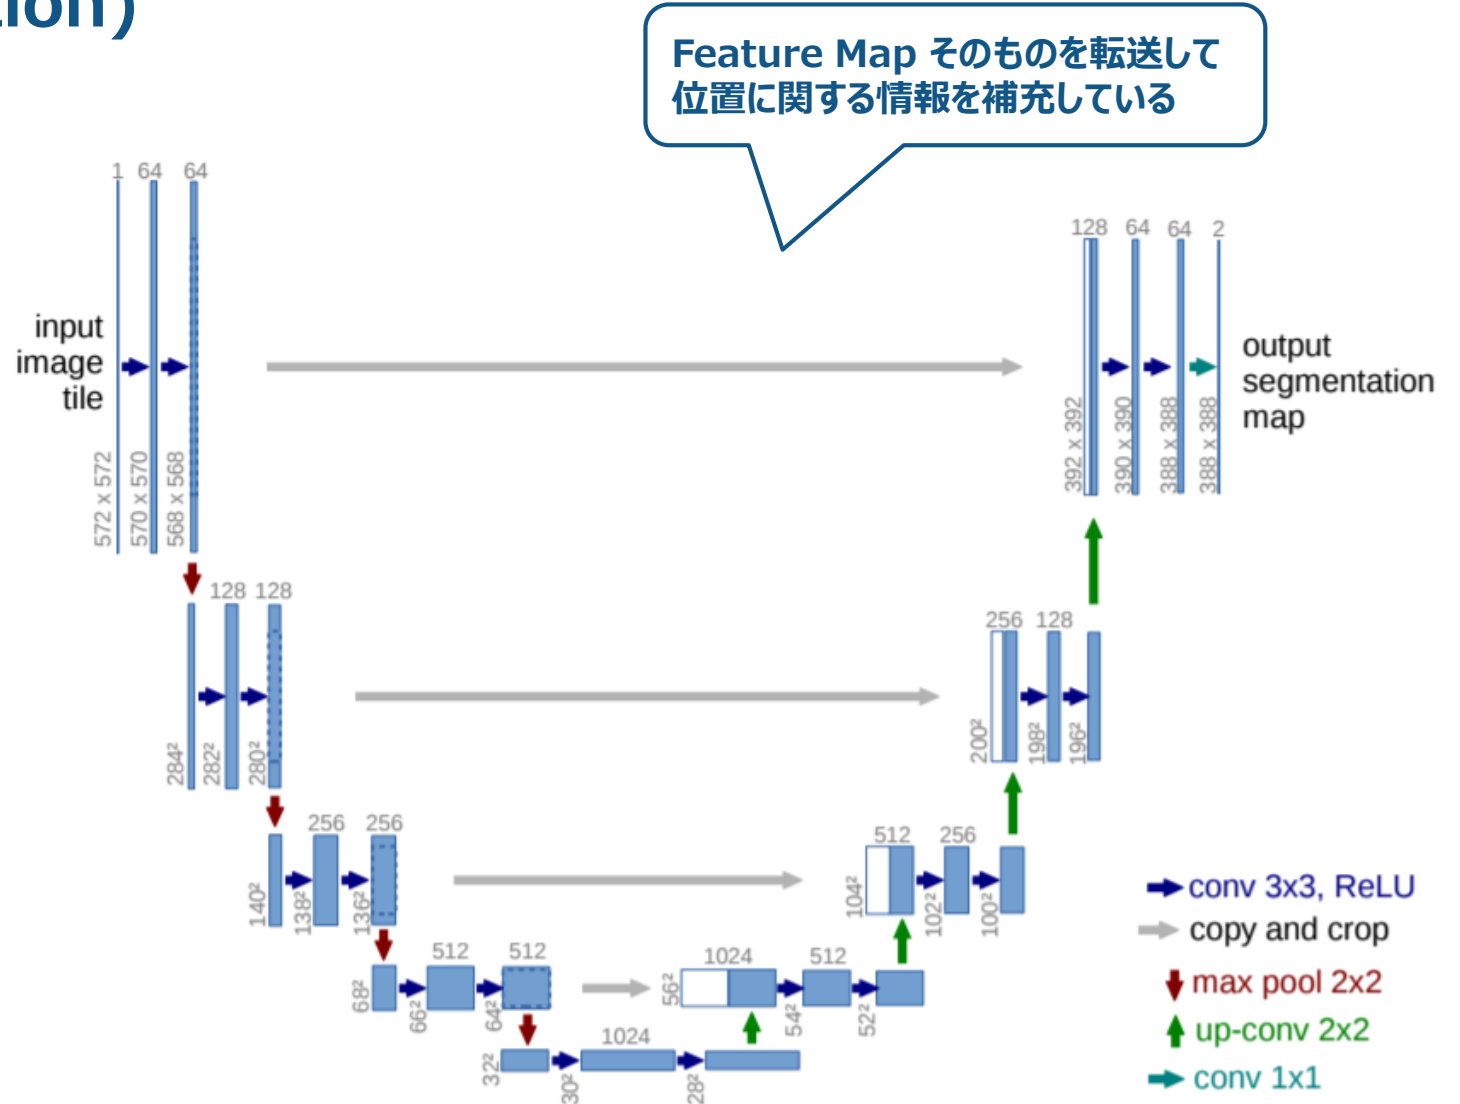 tion)
Feature Map そのものを転送して
位置に関する情報を補充している
1 64 64
128 64 64 2
input
image
tile
output
segmentation
map
572 x 572
570 x 570
568 x 568
392 x 392
390 x 390
388 x 388
388 x 388
128 128
256 128
284²
282²
280²
200²
198²
196²
256 256
512 256
140²
138²
136²
104²
102²
100²
512 512
1024 512
68²
66²
64²
56²
54²
52²
1024
32²
30²
28²
conv 3x3, ReLU
copy and crop
max pool 2x2
up-conv 2x2
conv 1x1